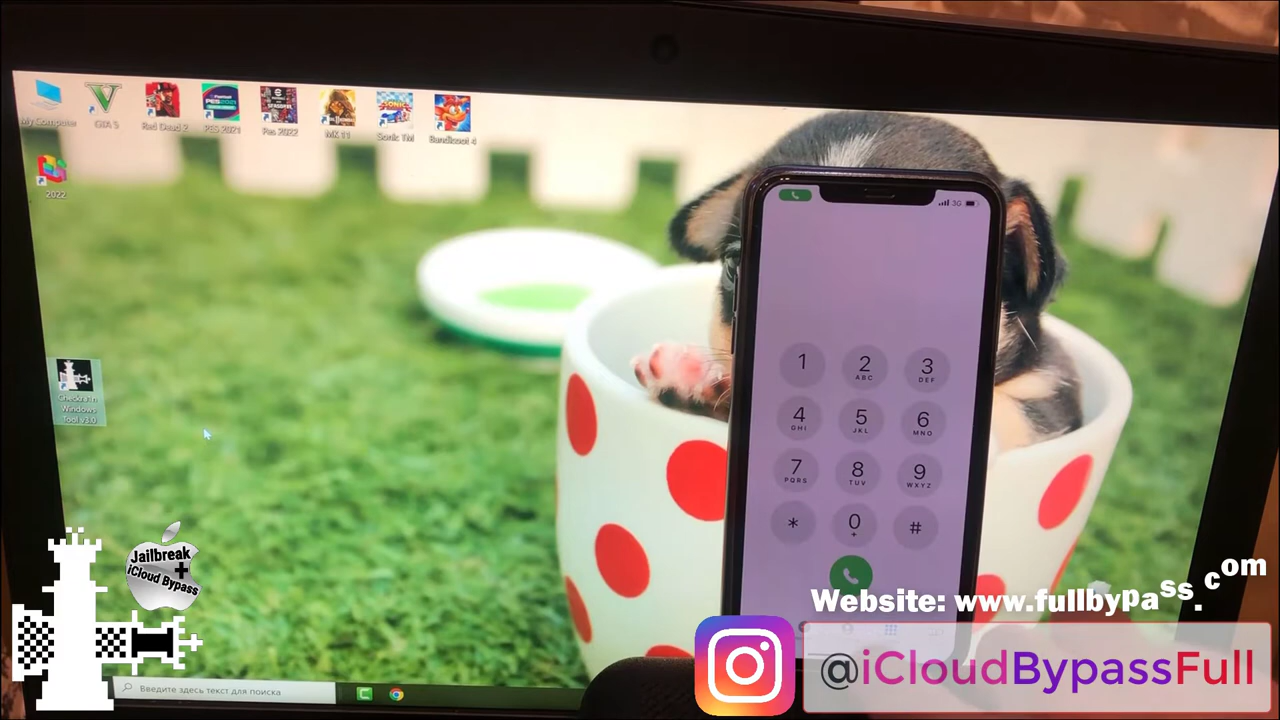 My Computer
GTA 5
Red Dead 2
PES 2021
Pes 2022
MK 11
Sonic TM
Bandicoot 4
2022
Checkra1n
Windows
Tool v3.0
3G
1
2
ABC
3
DEF
4
GHI
5
JKL
6
MNO
7
PQRS
8
TUV
9
WXYZ
*
0
+
#
Jailbreak
+
iCloud Bypass
Website: www.fullbypass.com
@iCloudBypassFull
Введите здесь текст для поиска